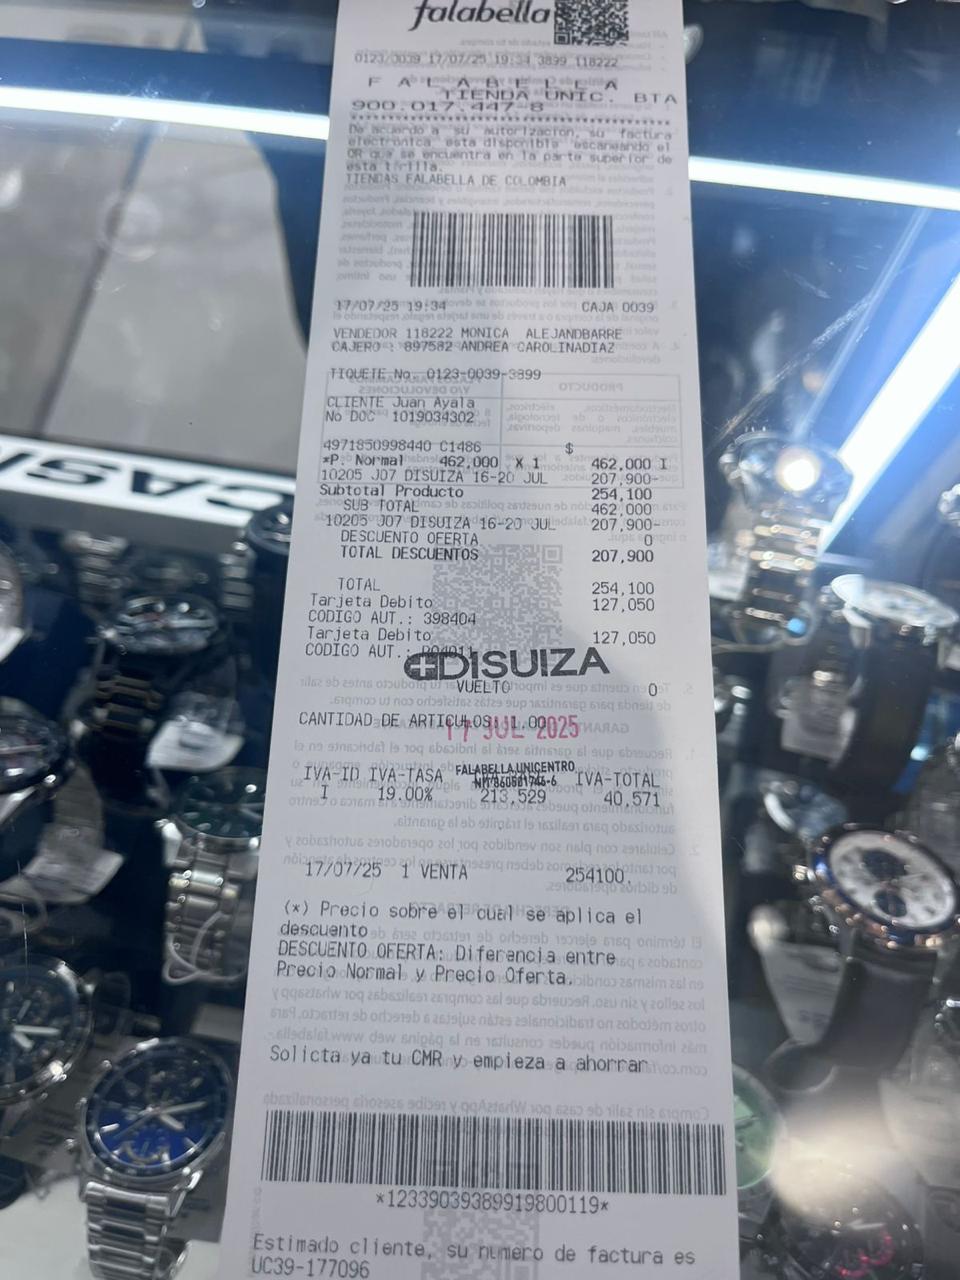 falabella
0123/0039 17/07/25 19:34 3899 118222
F A L A B E L L A
TIENDA UNIC. BTA
900.017.447-8
De acuerdo a su autorizacion, su factura
electronica esta disponible escaneando el
QR que se encuentra en la parte superior de
esta tirilla.
TIENDAS FALABELLA DE COLOMBIA
17/07/25 19:34 CAJA 0039
VENDEDOR 118222 MONICA ALEJANDBARRE
CAJERO : 897582 ANDREA CAROLINADIAZ
TIQUETE No. 0123-0039-3899
CLIENTE Juan Ayala
No DOC 1019034302
4971850998440 C1486 $
*P. Normal 462,000 X 1 462,000 I
10205 J07 DISUIZA 16-20 JUL 207,900-
Subtotal Producto 254,100
SUB TOTAL 462,000
10205 J07 DISUIZA 16-20 JUL 207,900-
DESCUENTO OFERTA 0
TOTAL DESCUENTOS 207,900
TOTAL 254,100
Tarjeta Debito 127,050
CODIGO AUT.: 398404
Tarjeta Debito 127,050
CODIGO AUT.:
DISUIZA
VUELTO 0
CANTIDAD DE ARTICULOS: 1.00
17 JUL 2025
FALABELLA.UNICENTRO
IVA-ID IVA-TASA IVA-TOTAL
I 19.00% 213,529 40,571
17/07/25 1 VENTA 254100
(*) Precio sobre el cual se aplica el
descuento
DESCUENTO OFERTA: Diferencia entre
Precio Normal y Precio Oferta.
Solicta ya tu CMR y empieza a ahorrar
*12339039389919800119*
Estimado cliente, su numero de factura es
UC39-177096